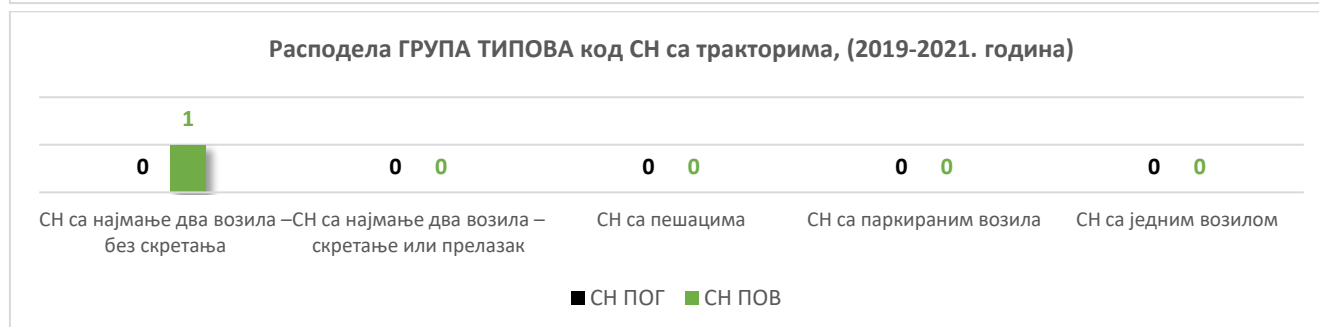 Расподела ГРУПА ТИПОВА код СН са тракторима, (2019-2021. година)
1
0 0 0 0 0 0 0 0 0
СН са најмање два возила – без скретања
СН са најмање два возила – скретање или прелазак
СН са пешацима
СН са паркираним возила
СН са једним возилом
СН ПОГ СН ПОВ